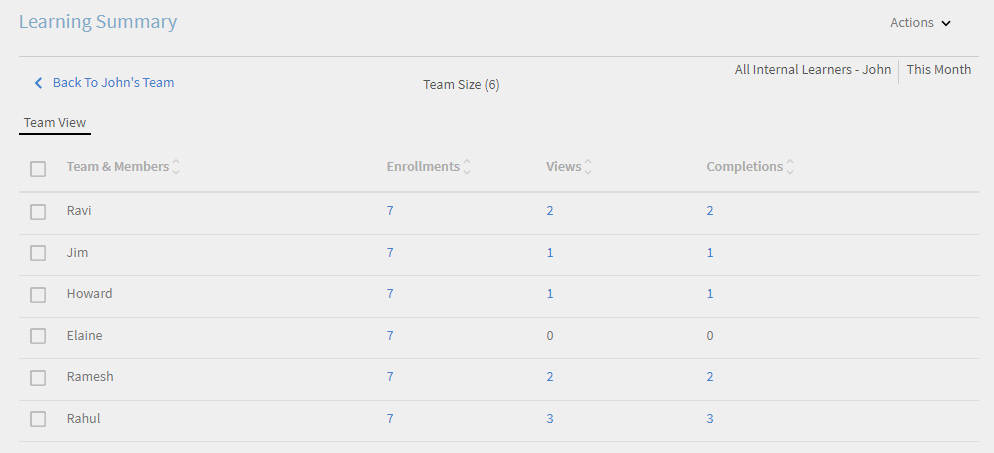 Learning Summary
Actions
All Internal Learners - John
This Month
Back To John's Team
Team Size (6)
Team View
Team & Members Enrollments Views Completions
Ravi 7 2 2
Jim 7 1 1
Howard 7 1 1
Elaine 7 0 0
Ramesh 7 2 2
Rahul 7 3 3